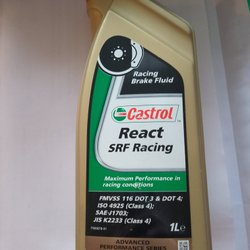 Racing
Brake Fluid
Castrol
React
SRF Racing
Maximum Performance in
racing conditions
FMVSS 116 DOT 3 & DOT 4;
ISO 4925 (Class 4);
SAE-J1703;
JIS K2233 (Class 4)
1L℮
ADVANCED
PERFORMANCE SERIES